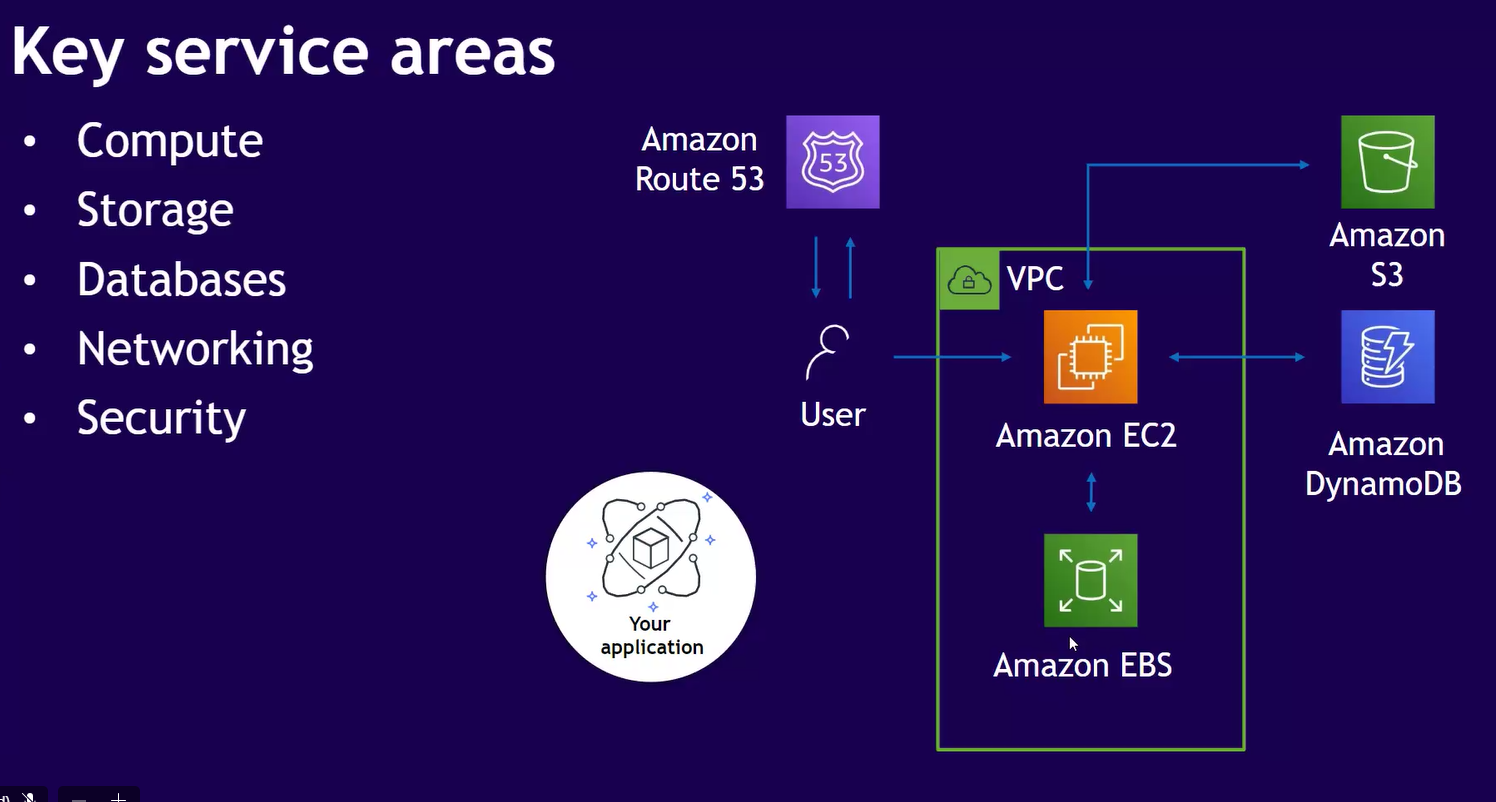 Key service areas
• Compute
• Storage
• Databases
• Networking
• Security
Amazon
Route 53
53
User
VPC
Amazon EC2
Amazon EBS
Amazon
S3
Amazon
DynamoDB
Your
application